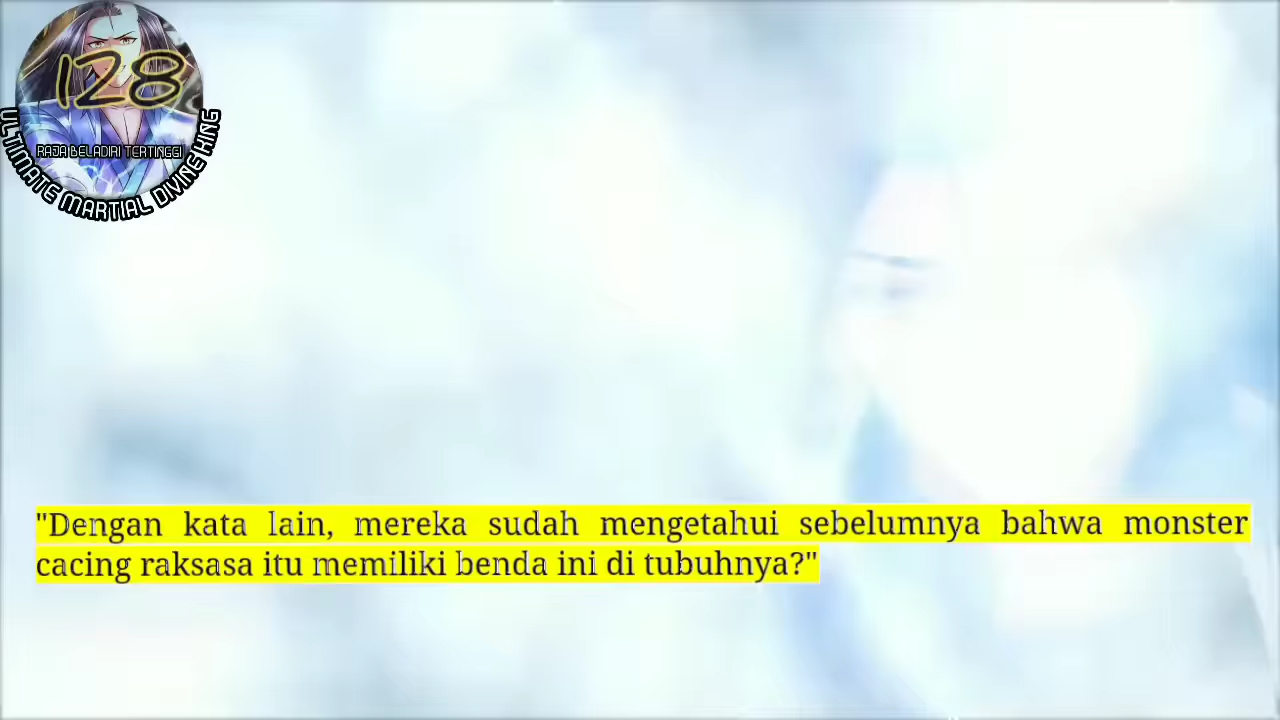 128
RAJA BELADIRI TERTINGGI
ULTIMATE MARTIAL DIVINE KING
"Dengan kata lain, mereka sudah mengetahui sebelumnya bahwa monster
cacing raksasa itu memiliki benda ini di tubuhnya?"